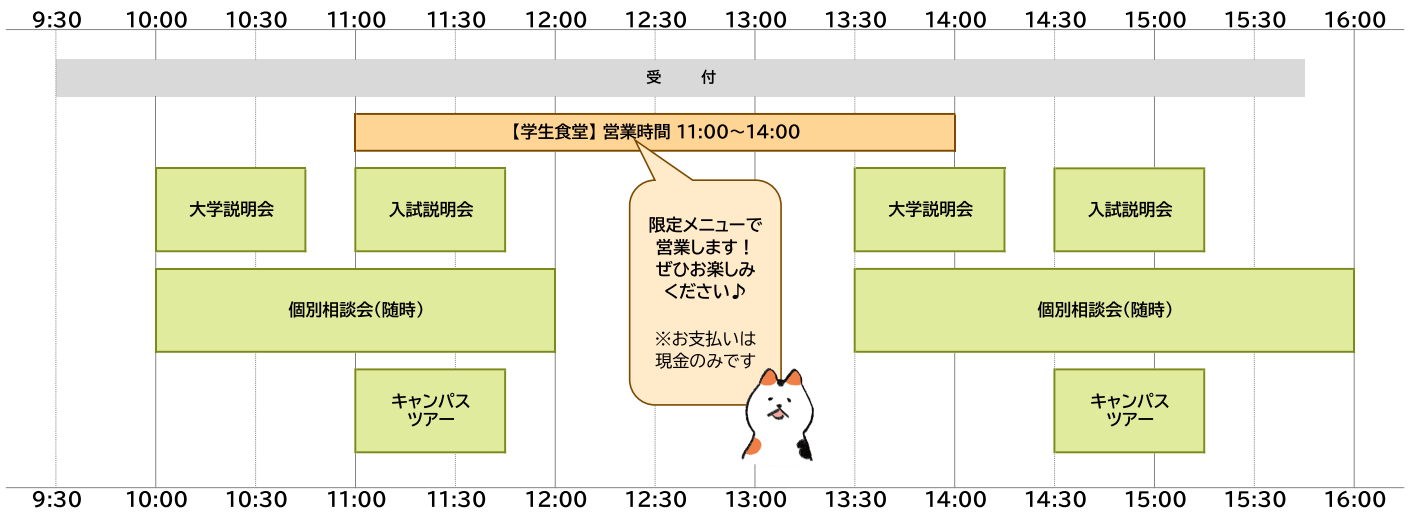 9:30 10:00 10:30 11:00 11:30 12:00 12:30 13:00 13:30 14:00 14:30 15:00 15:30 16:00
受　付
【学生食堂】営業時間 11:00～14:00
大学説明会 入試説明会 大学説明会 入試説明会
限定メニューで
営業します！
ぜひお楽しみ
ください♪
※お支払いは
現金のみです
個別相談会（随時） 個別相談会（随時）
キャンパス
ツアー
キャンパス
ツアー
9:30 10:00 10:30 11:00 11:30 12:00 12:30 13:00 13:30 14:00 14:30 15:00 15:30 16:00